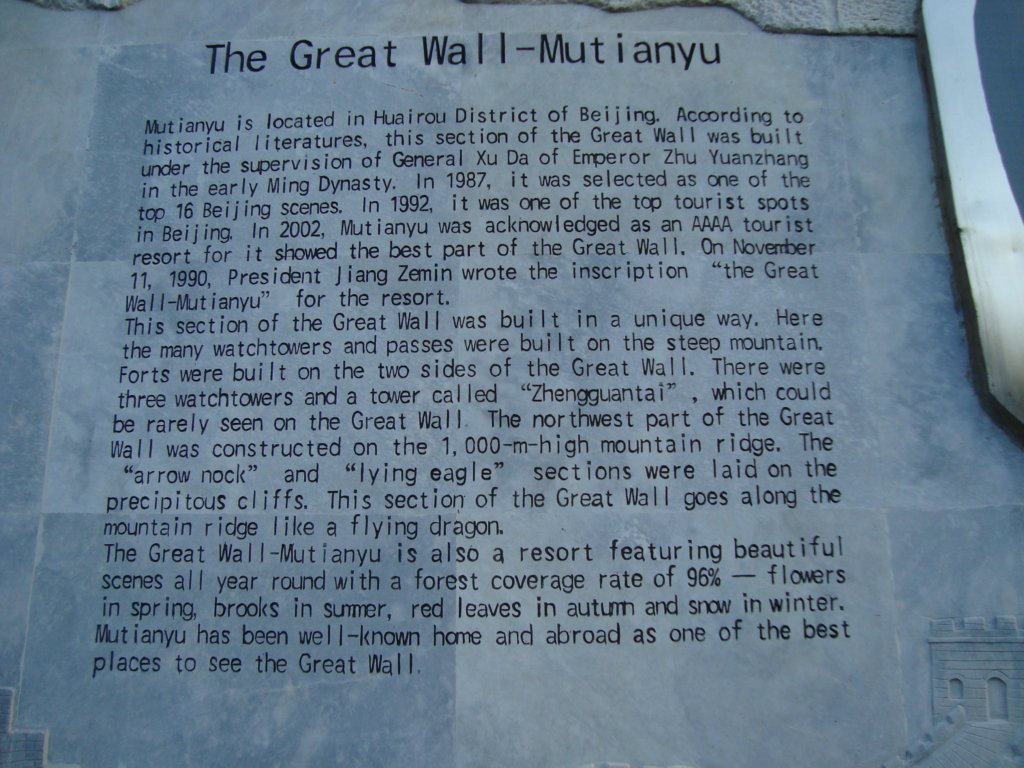 The Great Wall-Mutianyu
Mutianyu is located in Huairou District of Beijing. According to
historical literatures, this section of the Great Wall was built
under the supervision of General Xu Da of Emperor Zhu Yuanzhang
in the early Ming Dynasty. In 1987, it was selected as one of the
top 16 Beijing scenes. In 1992, it was one of the top tourist spots
in Beijing. In 2002, Mutianyu was acknowledged as an AAAA tourist
resort for it showed the best part of the Great Wall. On November
11, 1990, President Jiang Zemin wrote the inscription “the Great
Wall-Mutianyu” for the resort.
This section of the Great Wall was built in a unique way. Here
the many watchtowers and passes were built on the steep mountain.
Forts were built on the two sides of the Great Wall. There were
three watchtowers and a tower called “Zhengguantai”, which could
be rarely seen on the Great Wall. The northwest part of the Great
Wall was constructed on the 1,000-m-high mountain ridge. The
“arrow nock” and “lying eagle” sections were laid on the
precipitous cliffs. This section of the Great Wall goes along the
mountain ridge like a flying dragon.
The Great Wall-Mutianyu is also a resort featuring beautiful
scenes all year round with a forest coverage rate of 96% — flowers
in spring, brooks in summer, red leaves in autumn and snow in winter.
Mutianyu has been well-known home and abroad as one of the best
places to see the Great Wall.